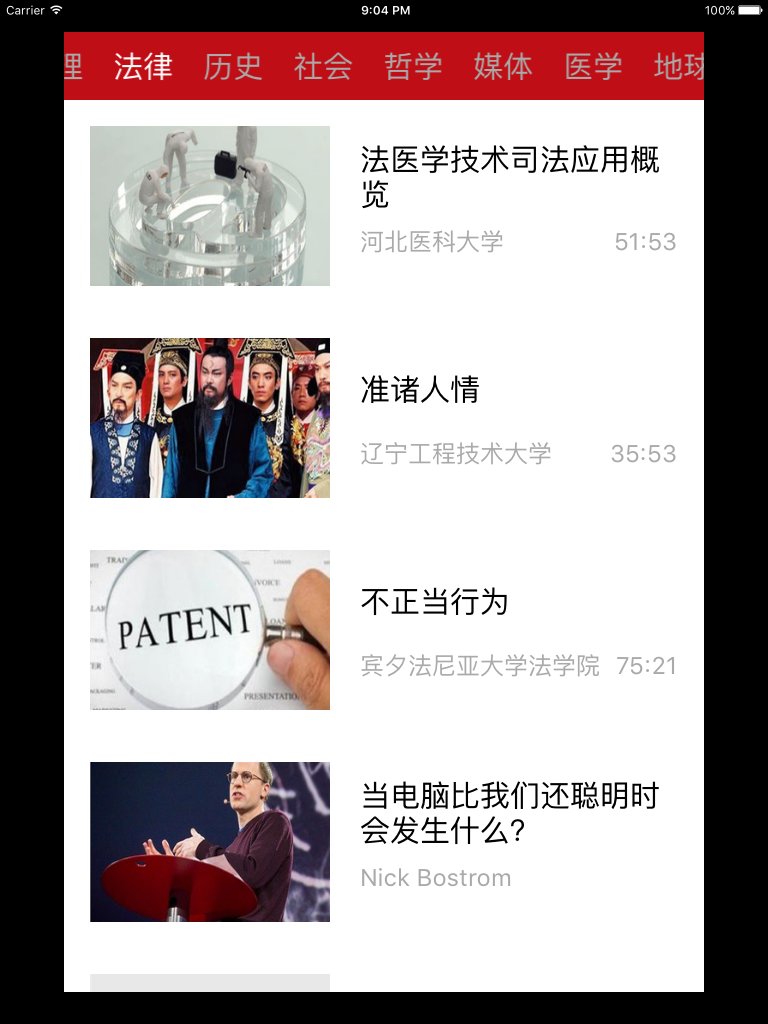 Carrier 9:04 PM 100%
理 法律 历史 社会 哲学 媒体 医学 地球
法医学技术司法应用概
览
河北医科大学 51:53
准诸人情
辽宁工程技术大学 35:53
TRAD
IVOICE
PATENT
PRESENTATIO
不正当行为
宾夕法尼亚大学法学院 75:21
当电脑比我们还聪明时
会发生什么?
Nick Bostrom